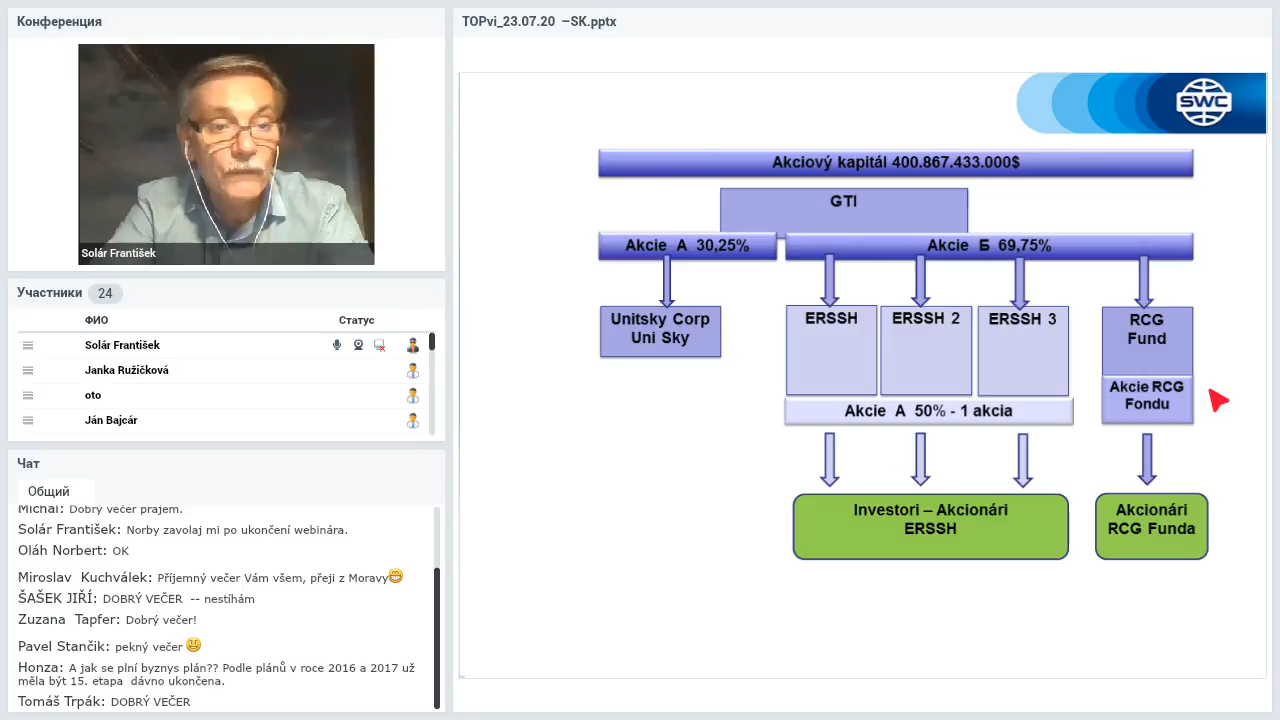 Конференция
Solár František
Участники 24
ФИО Статус
Solár František
Janka Ružičková
oto
Ján Bajcár
Чат
Общий
Michal: Dobrý večer prajem.
Solár František: Norby zavolaj mi po ukončení webinára.
Oláh Norbert: OK
Miroslav Kuchválek: Příjemný večer Vám všem, přeji z Moravy
ŠAŠEK JIŘÍ: DOBRÝ VEČER -- nestíhám
Zuzana Tapfer: Dobrý večer!
Pavel Stančik: pekný večer
Honza: A jak se plní byznys plán?? Podle plánů v roce 2016 a 2017 už
měla být 15. etapa dávno ukončena.
Tomáš Trpák: DOBRÝ VEČER
TOPvi_23.07.20 –SK.pptx
SWC
Akciový kapitál 400.867.433.000$
GTI
Akcie A 30,25%
Akcie Б 69,75%
Unitsky Corp
Uni Sky
ERSSH
ERSSH 2
ERSSH 3
RCG
Fund
Akcie RCG
Fondu
Akcie A 50% - 1 akcia
Investori – Akcionári
ERSSH
Akcionári
RCG Funda